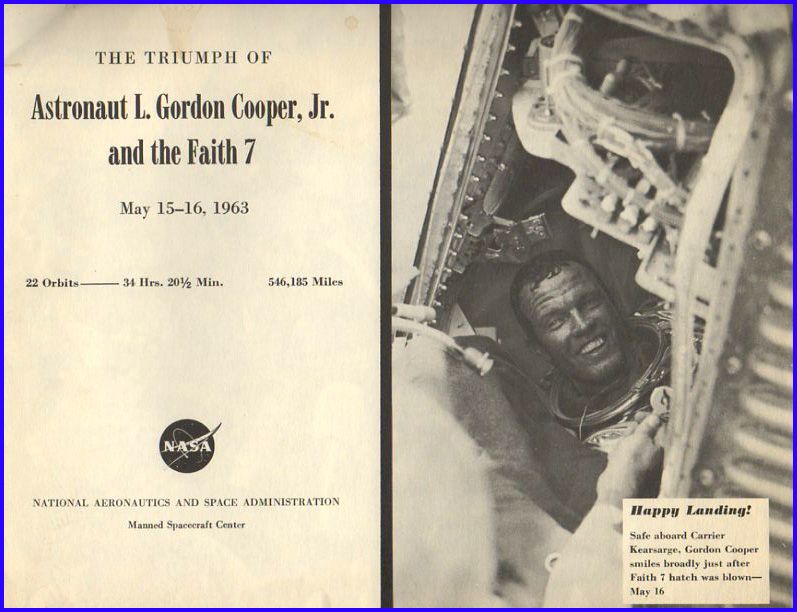 THE TRIUMPH OF
Astronaut L. Gordon Cooper, Jr.
and the Faith 7
May 15–16, 1963
22 Orbits—— 34 Hrs. 20½ Min. 546,185 Miles
NASA
NATIONAL AERONAUTICS AND SPACE ADMINISTRATION
Manned Spacecraft Center
Happy Landing!
Safe aboard Carrier
Kearsarge, Gordon Cooper
smiles broadly just after
Faith 7 hatch was blown—
May 16